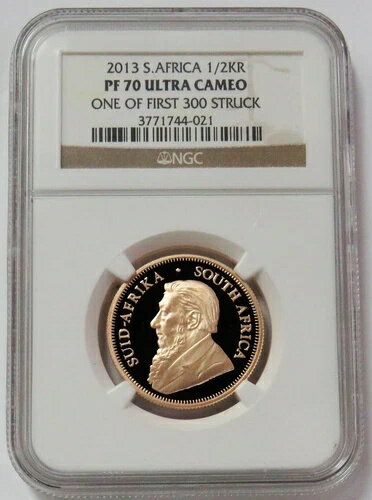 2013 S.AFRICA 1/2KR
PF 70 ULTRA CAMEO
ONE OF FIRST 300 STRUCK
3771744-021
NGC
SUID-AFRIKA • SOUTH AFRICA